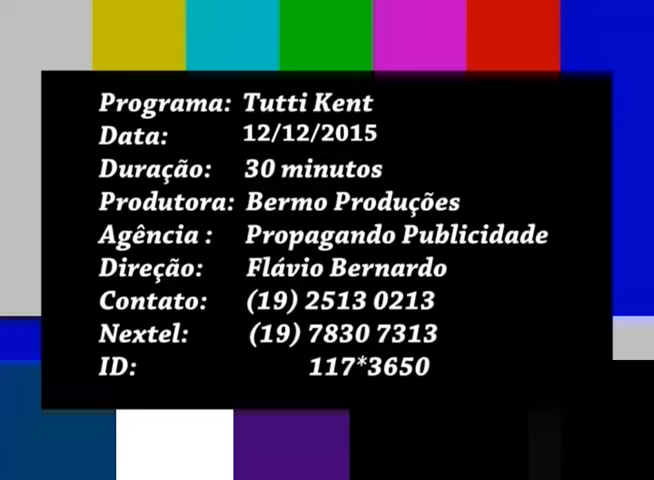 Programa: Tutti Kent
Data: 12/12/2015
Duração: 30 minutos
Produtora: Bermo Produções
Agência : Propagando Publicidade
Direção: Flávio Bernardo
Contato: (19) 2513 0213
Nextel: (19) 7830 7313
ID: 117*3650